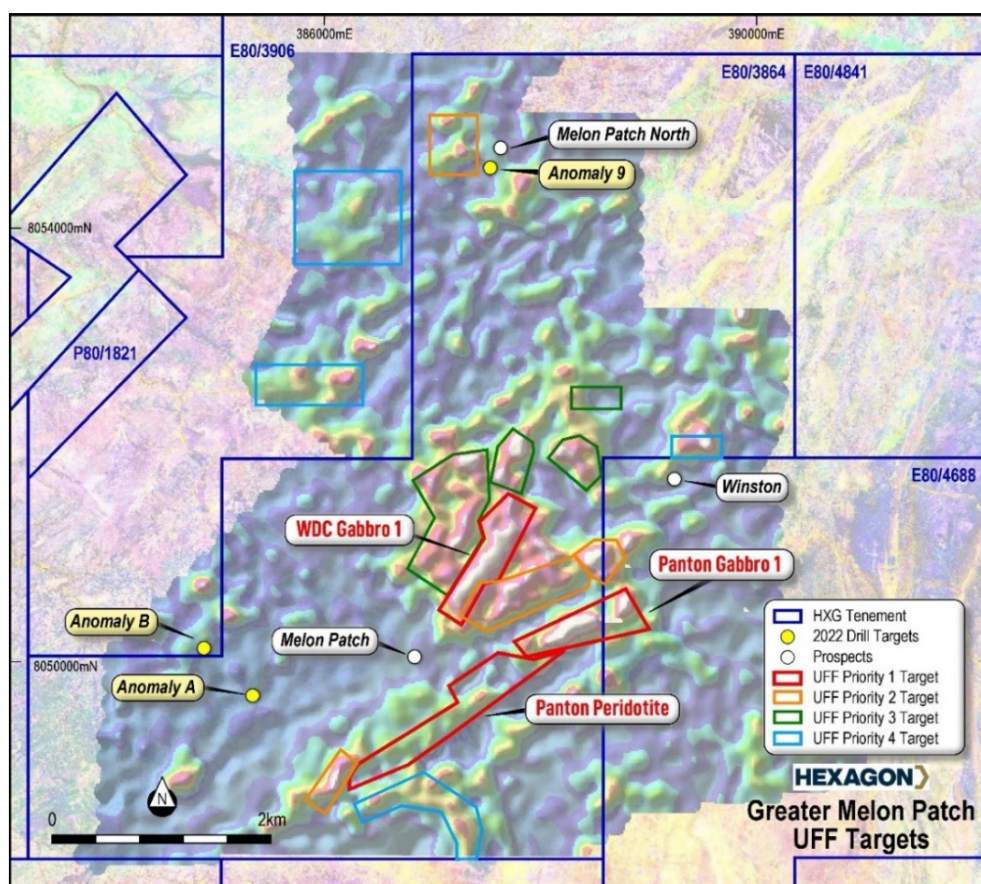 386000mE
390000mE
E80/3906
E80/3864
E80/4841
Melon Patch North
Anomaly 9
8054000mN
P80/1821
E80/4688
Winston
WDC Gabbro 1
Panton Gabbro 1
Anomaly B
Melon Patch
8050000mN
Anomaly A
Panton Peridotite
HXG Tenement
2022 Drill Targets
Prospects
UFF Priority 1 Target
UFF Priority 2 Target
UFF Priority 3 Target
UFF Priority 4 Target
N
0
2km
HEXAGON
Greater Melon Patch
UFF Targets